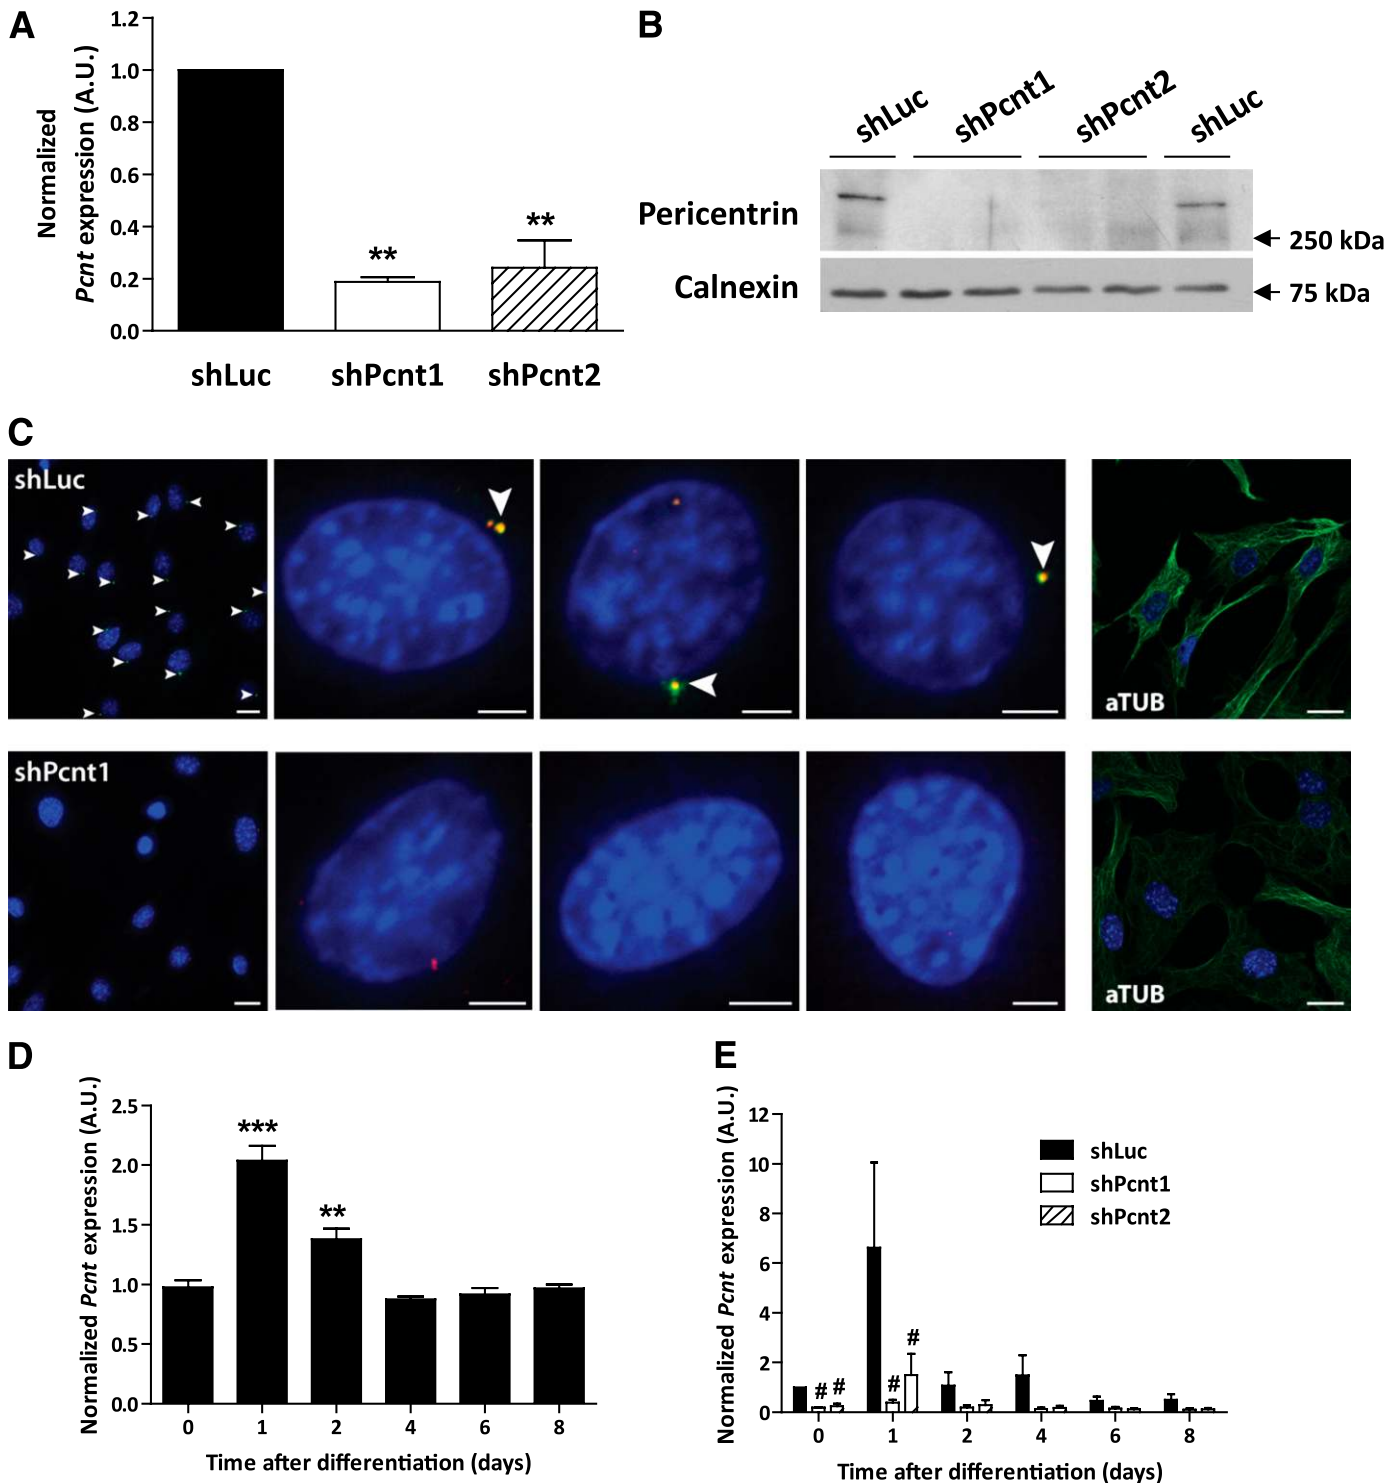 A
Normalized
Pcnt expression (A.U.)
1.2
1.0
0.8
0.6
0.4
0.2
0.0
**
**
shLuc
shPcnt1
shPcnt2
B
shLuc
shPcnt1
shPcnt2
shLuc
Pericentrin
250 kDa
Calnexin
75 kDa
C
shLuc
aTUB
shPcnt1
aTUB
D
Normalized Pcnt expression (A.U.)
2.5
2.0
1.5
1.0
0.5
0.0
***
**
0 1 2 4 6 8
Time after differentiation (days)
E
Normalized Pcnt expression (A.U.)
12
10
8
6
4
2
0
shLuc
shPcnt1
shPcnt2
# # # #
0 1 2 4 6 8
Time after differentiation (days)